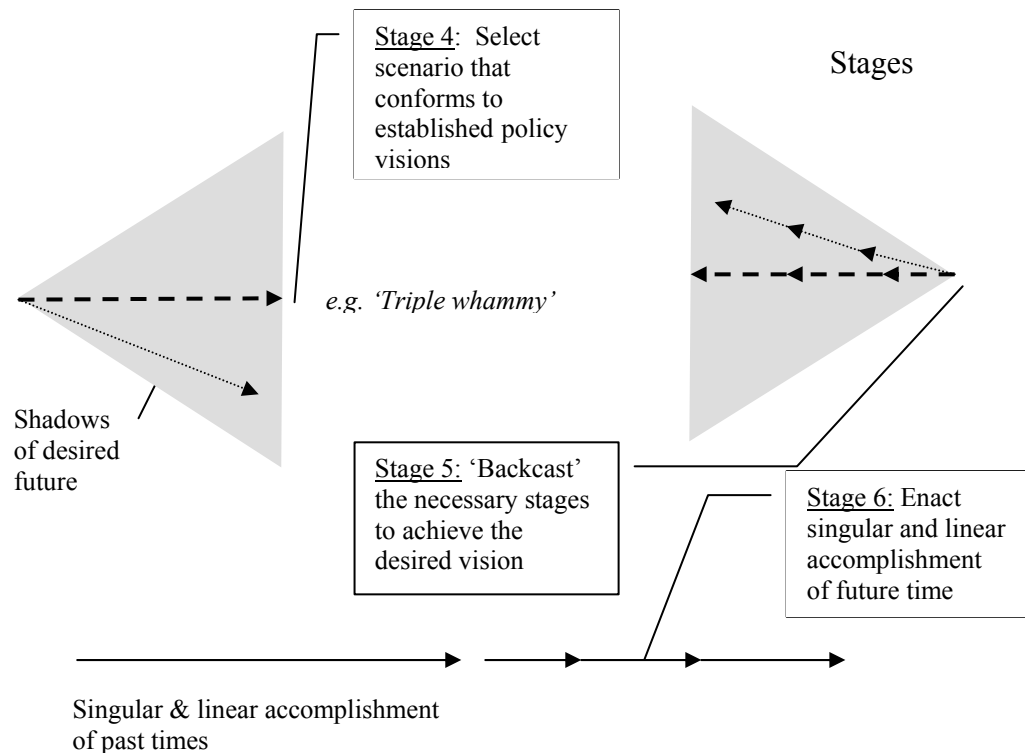 Stage 4:  Select
scenario that
conforms to
established policy
visions
Stages
e.g. ‘Triple whammy’
Shadows
of desired
future
Stage 5: ‘Backcast’
the necessary stages
to achieve the
desired vision
Stage 6: Enact
singular and linear
accomplishment
of future time
Singular & linear accomplishment
of past times